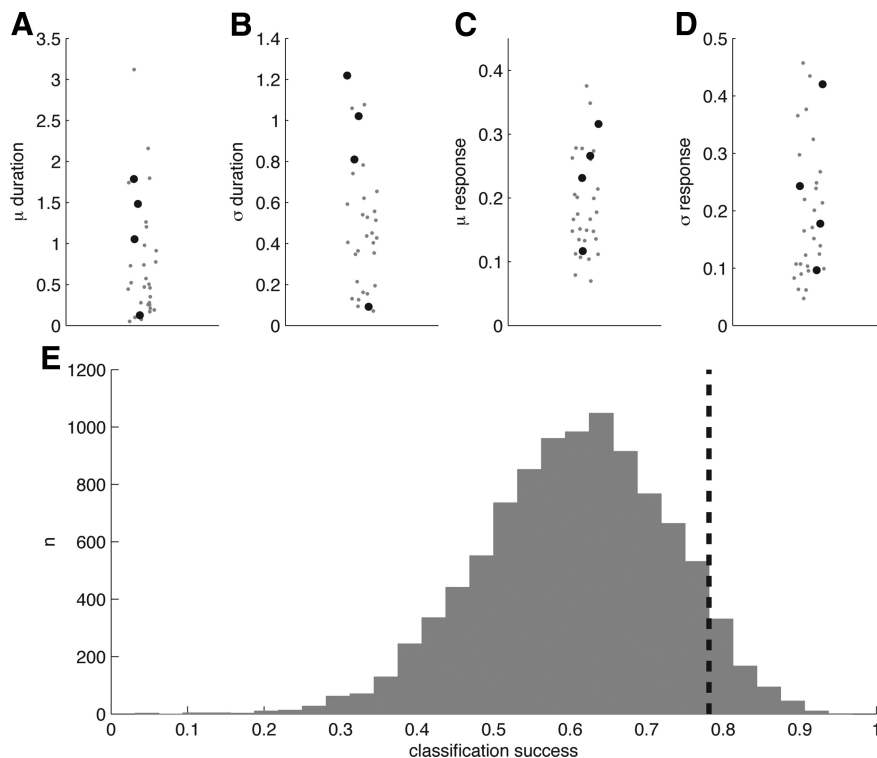 A
B
C
D
3.5
3
2.5
2
1.5
1
0.5
0
μ duration
1.4
1.2
1
0.8
0.6
0.4
0.2
0
σ duration
0.4
0.3
0.2
0.1
0
μ response
0.5
0.4
0.3
0.2
0.1
0
σ response
E
1200
1000
800
600
400
200
0
n
0 0.1 0.2 0.3 0.4 0.5 0.6 0.7 0.8 0.9 1
classification success